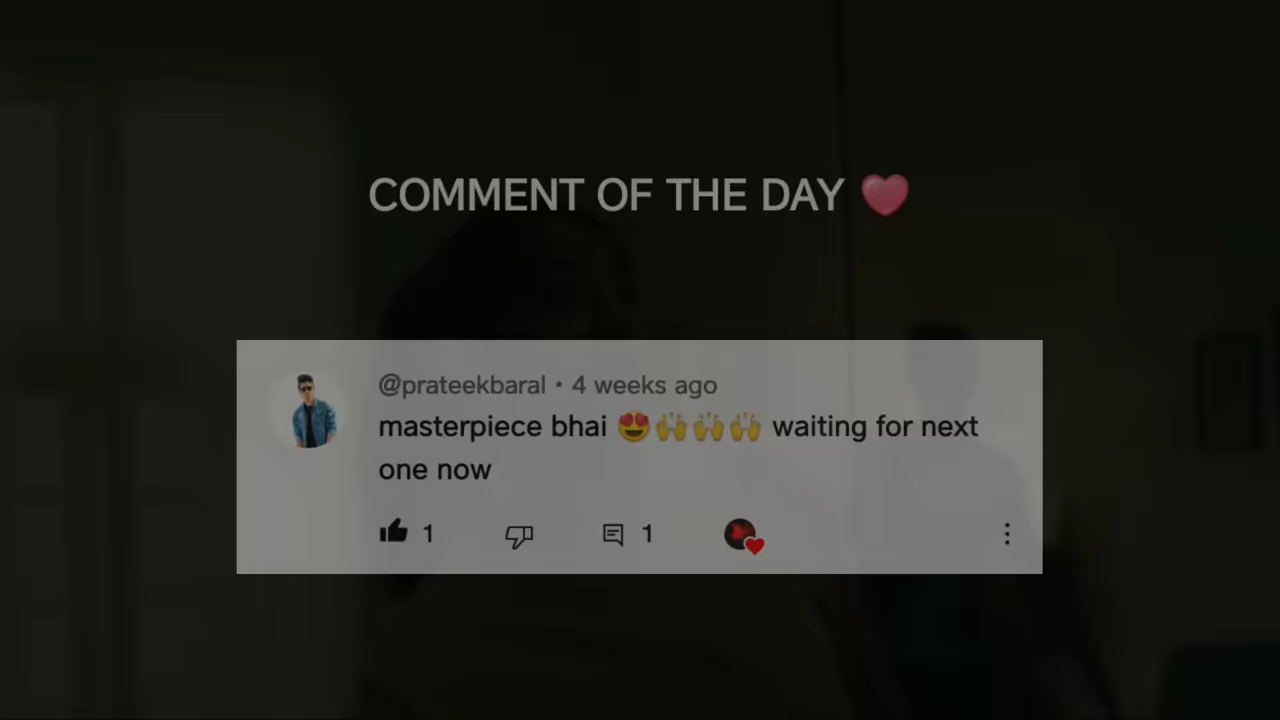 COMMENT OF THE DAY ❤️
@prateekbaral • 4 weeks ago
masterpiece bhai 😍🙌🙌🙌 waiting for next
one now
1 1